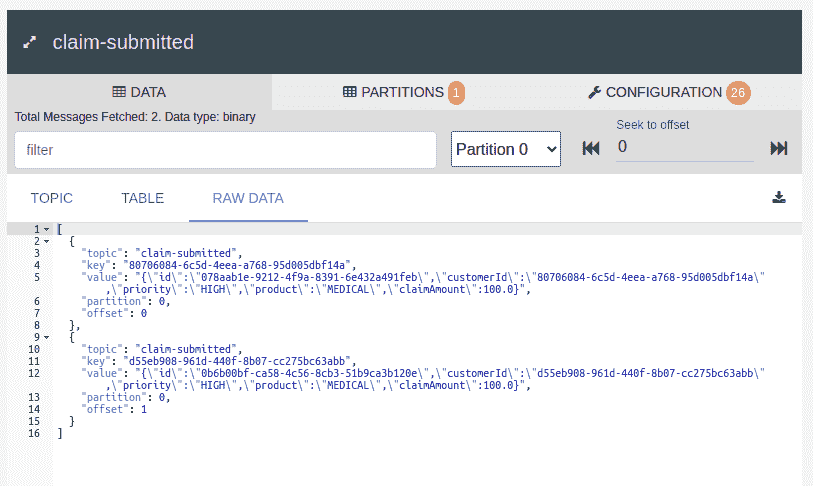 claim-submitted
DATA
PARTITIONS 1
CONFIGURATION 26
Total Messages Fetched: 2. Data type: binary
Seek to offset
filter
Partition 0
0
TOPIC
TABLE
RAW DATA
1 [
2 {
3 "topic": "claim-submitted",
4 "key": "80706084-6c5d-4eea-a768-95d005dbf14a",
5 "value": "{\"id\":\"078aab1e-9212-4f9a-8391-6e432a491feb\",\"customerId\":\"80706084-6c5d-4eea-a768-95d005dbf14a\"
,\"priority\":\"HIGH\",\"product\":\"MEDICAL\",\"claimAmount\":100.0}",
6 "partition": 0,
7 "offset": 0
8 },
9 {
10 "topic": "claim-submitted",
11 "key": "d55eb908-961d-440f-8b07-cc275bc63abb",
12 "value": "{\"id\":\"0b6b00bf-ca58-4c56-8cb3-51b9ca3b120e\",\"customerId\":\"d55eb908-961d-440f-8b07-cc275bc63abb\"
,\"priority\":\"HIGH\",\"product\":\"MEDICAL\",\"claimAmount\":100.0}",
13 "partition": 0,
14 "offset": 1
15 }
16 ]